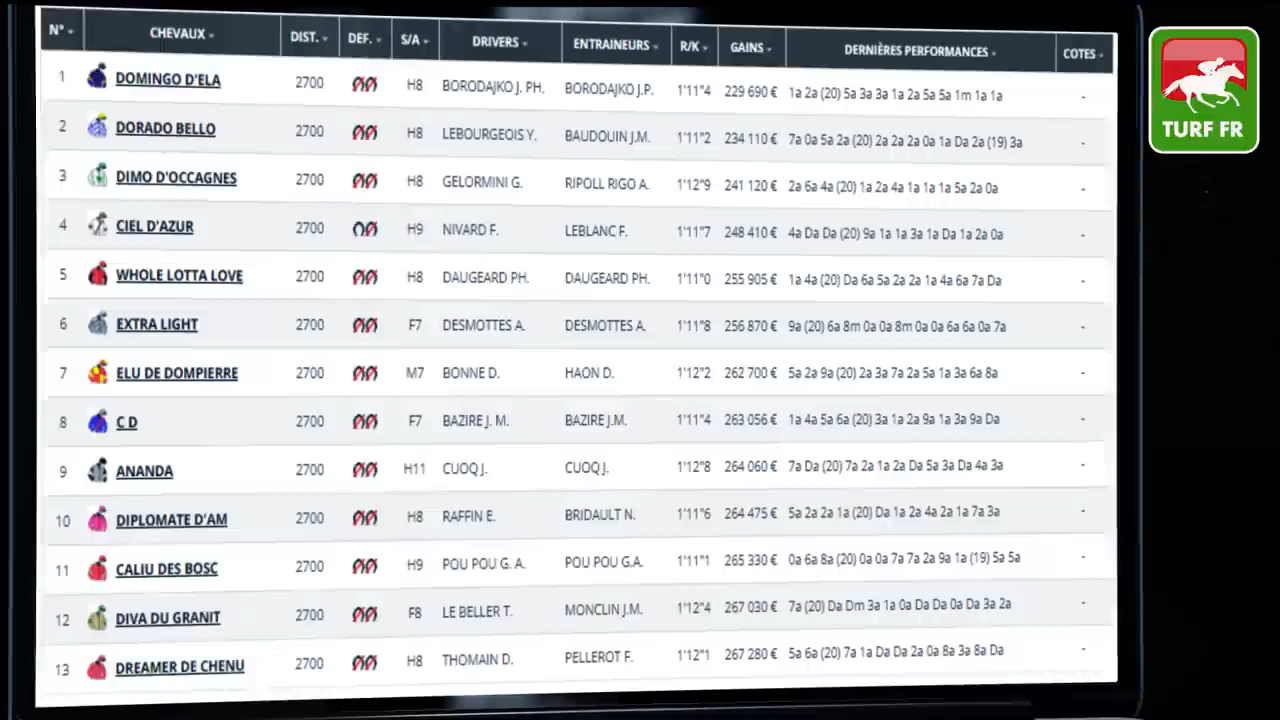 N° CHEVAUX DIST. DEF. S/A DRIVERS ENTRAINEURS R/K GAINS DERNIÈRES PERFORMANCES COTES
1 DOMINGO D'ELA 2700 H8 BORODAJKO J. PH. BORODAJKO J.P. 1'11"4 229 690 € 1a 2a (20) 5a 3a 3a 1a 2a 5a 5a 1m 1a 1a -
2 DORADO BELLO 2700 H8 LEBOURGEOIS Y. BAUDOUIN J.M. 1'11"2 234 110 € 7a 0a 5a 2a (20) 2a 2a 2a 0a 1a Da 2a (19) 3a -
3 DIMO D'OCCAGNES 2700 H8 GELORMINI G. RIPOLL RIGO A. 1'12"9 241 120 € 2a 6a 4a (20) 1a 2a 4a 1a 1a 1a 5a 2a 0a -
4 CIEL D'AZUR 2700 H9 NIVARD F. LEBLANC F. 1'11"7 248 410 € 4a Da Da (20) 9a 1a 1a 3a 1a Da 1a 2a 0a -
5 WHOLE LOTTA LOVE 2700 H8 DAUGEARD PH. DAUGEARD PH. 1'11"0 255 905 € 1a 4a (20) Da 6a 5a 2a 2a 1a 4a 6a 7a Da -
6 EXTRA LIGHT 2700 F7 DESMOTTES A. DESMOTTES A. 1'11"8 256 870 € 9a (20) 6a 8m 0a 0a 8m 0a 0a 6a 6a 0a 7a -
7 ELU DE DOMPIERRE 2700 M7 BONNE D. HAON D. 1'12"2 262 700 € 5a 2a 9a (20) 2a 3a 7a 2a 5a 1a 3a 6a 8a -
8 C D 2700 F7 BAZIRE J. M. BAZIRE J.M. 1'11"4 263 056 € 1a 4a 5a 6a (20) 3a 1a 2a 9a 1a 3a 9a Da -
9 ANANDA 2700 H11 CUOQ J. CUOQ J. 1'12"8 264 060 € 7a Da (20) 7a 2a 1a 2a Da 5a 3a Da 4a 3a -
10 DIPLOMATE D'AM 2700 H8 RAFFIN E. BRIDAULT N. 1'11"6 264 475 € 5a 2a 2a 1a (20) Da 1a 2a 4a 2a 1a 7a 3a -
11 CALIU DES BOSC 2700 H9 POU POU G. A. POU POU G.A. 1'11"1 265 330 € 0a 6a 8a (20) 0a 0a 7a 7a 2a 9a 1a (19) 5a 5a -
12 DIVA DU GRANIT 2700 F8 LE BELLER T. MONCLIN J.M. 1'12"4 267 030 € 7a (20) Da Dm 3a 1a 0a Da Da 0a Da 3a 2a -
13 DREAMER DE CHENU 2700 H8 THOMAIN D. PELLEROT F. 1'12"1 267 280 € 5a 6a (20) 7a 1a Da Da 2a 0a 8a 3a 8a Da -
TURF FR